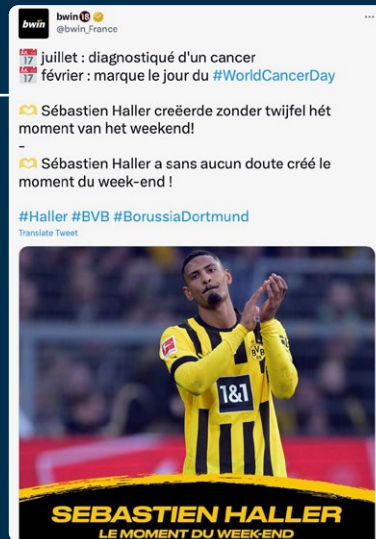 bwin
bwin🔞
@bwin_France
📅 juillet : diagnostiqué d'un cancer
📅 février : marque le jour du #WorldCancerDay
🫶 Sébastien Haller creëerde zonder twijfel hét
moment van het weekend!
-
🫶 Sébastien Haller a sans aucun doute créé le
moment du week-end !
#Haller #BVB #BorussiaDortmund
Translate Tweet
BVB
1&1
SEBASTIEN HALLER
LE MOMENT DU WEEK-END